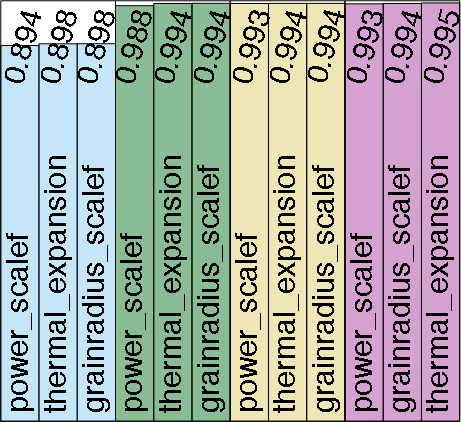 0.894
0.898
0.898
0.988
0.994
0.994
0.993
0.994
0.994
0.993
0.994
0.995
power_scalef
thermal_expansion
grainradius_scalef
power_scalef
thermal_expansion
grainradius_scalef
power_scalef
thermal_expansion
grainradius_scalef
power_scalef
grainradius_scalef
thermal_expansion